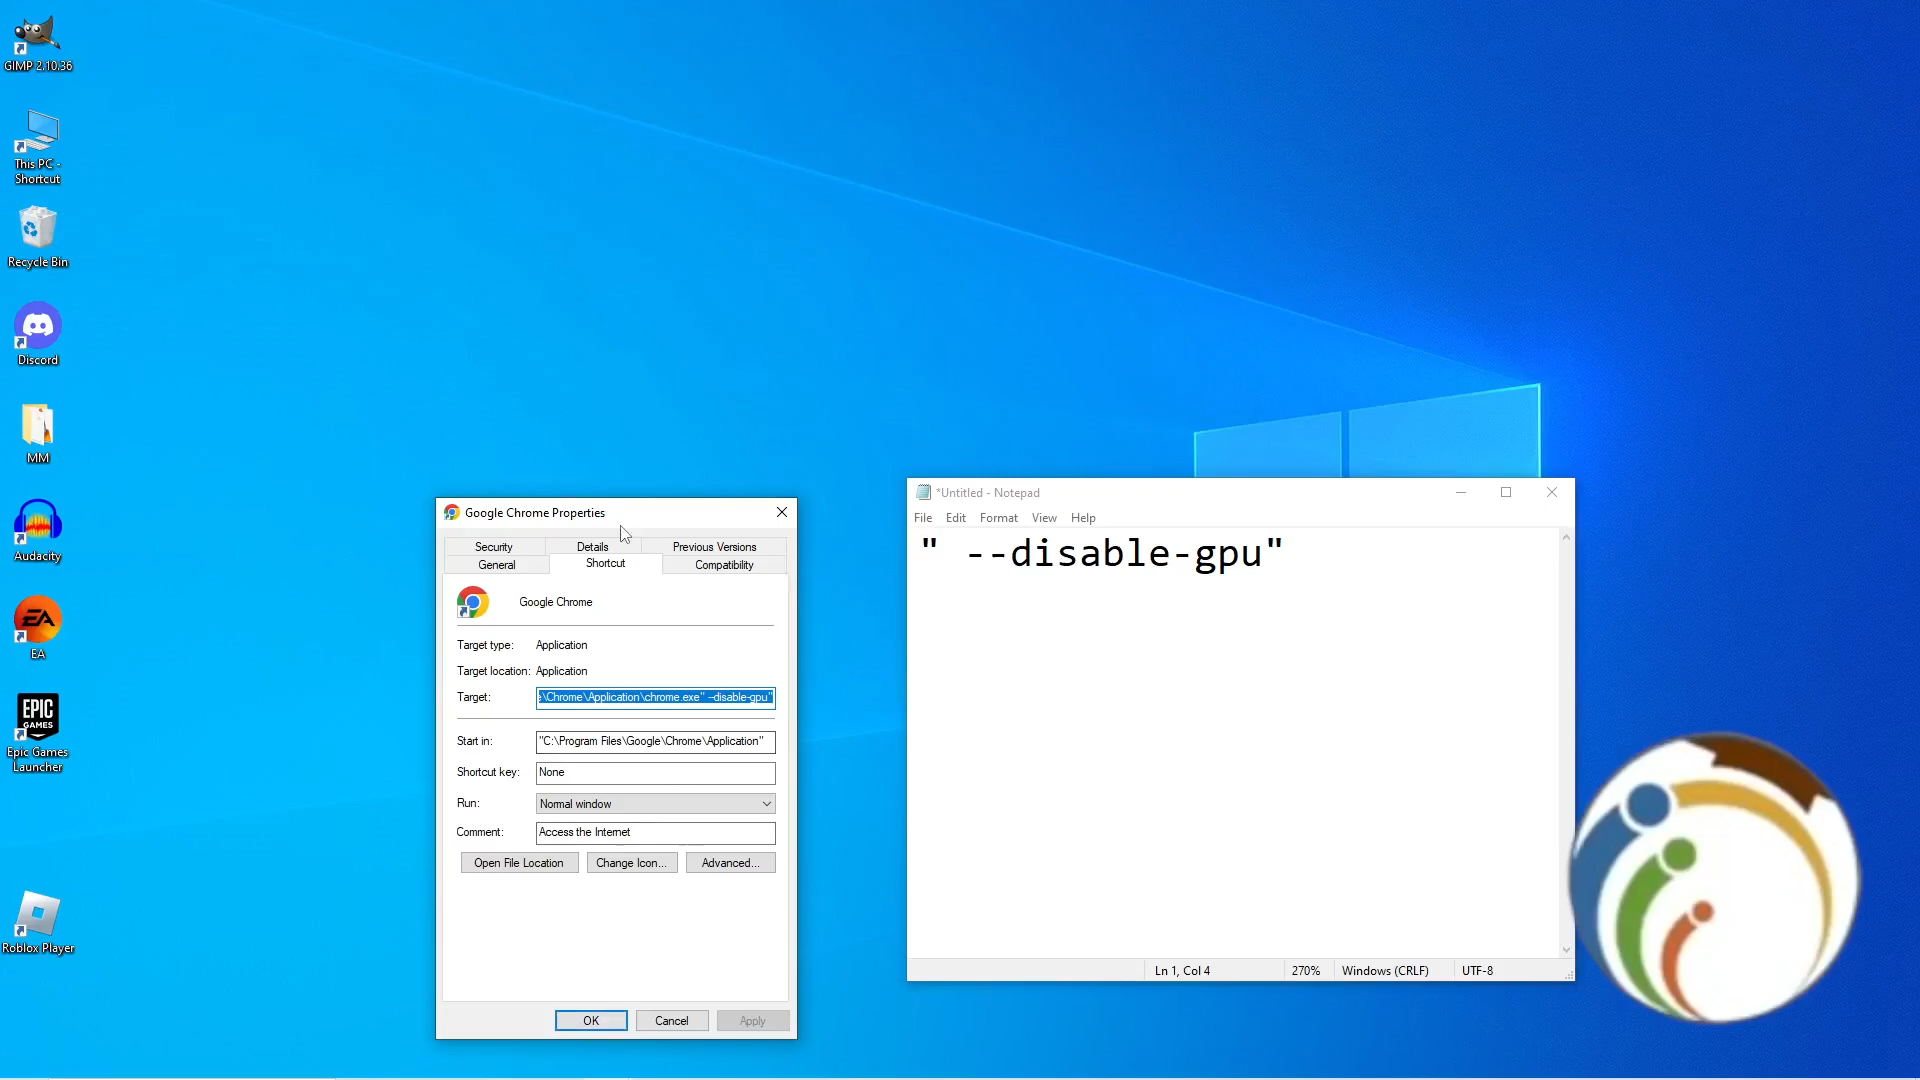 GIMP 2.10.36
This PC -
Shortcut
Recycle Bin
Discord
MM
Audacity
EA
EA
EPIC
GAMES
Epic Games
Launcher
Roblox Player
Google Chrome Properties
Security Details Previous Versions
General Shortcut Compatibility
Google Chrome
Target type: Application
Target location: Application
Target: e\Chrome\Application\chrome.exe" --disable-gpu"
Start in: "C:\Program Files\Google\Chrome\Application"
Shortcut key: None
Run: Normal window
Comment: Access the Internet
Open File Location Change Icon... Advanced...
OK Cancel Apply
*Untitled - Notepad
File Edit Format View Help
" --disable-gpu"
Ln 1, Col 4 270% Windows (CRLF) UTF-8